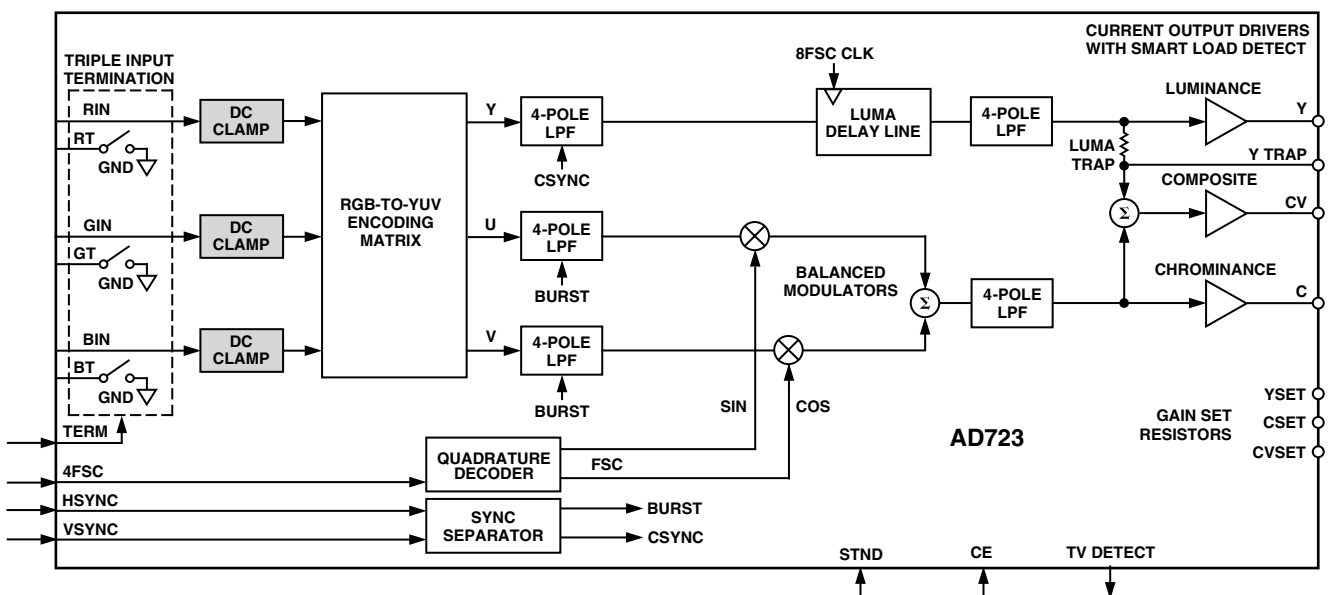 CURRENT OUTPUT DRIVERS
WITH SMART LOAD DETECT
TRIPLE INPUT
TERMINATION
8FSC CLK
RIN
DC
CLAMP
Y
4-POLE
LPF
LUMA
DELAY LINE
4-POLE
LPF
LUMINANCE
Y
RT
GND
CSYNC
LUMA
TRAP
Y TRAP
RGB-TO-YUV
ENCODING
MATRIX
GIN
DC
CLAMP
U
4-POLE
LPF
COMPOSITE
Σ
CV
GT
GND
BURST
BALANCED
MODULATORS
Σ
4-POLE
LPF
CHROMINANCE
C
BIN
DC
CLAMP
V
4-POLE
LPF
BT
GND
BURST
SIN
COS
YSET
GAIN SET
RESISTORS
CSET
CVSET
TERM
AD723
4FSC
QUADRATURE
DECODER
FSC
HSYNC
VSYNC
SYNC
SEPARATOR
BURST
CSYNC
STND
CE
TV DETECT